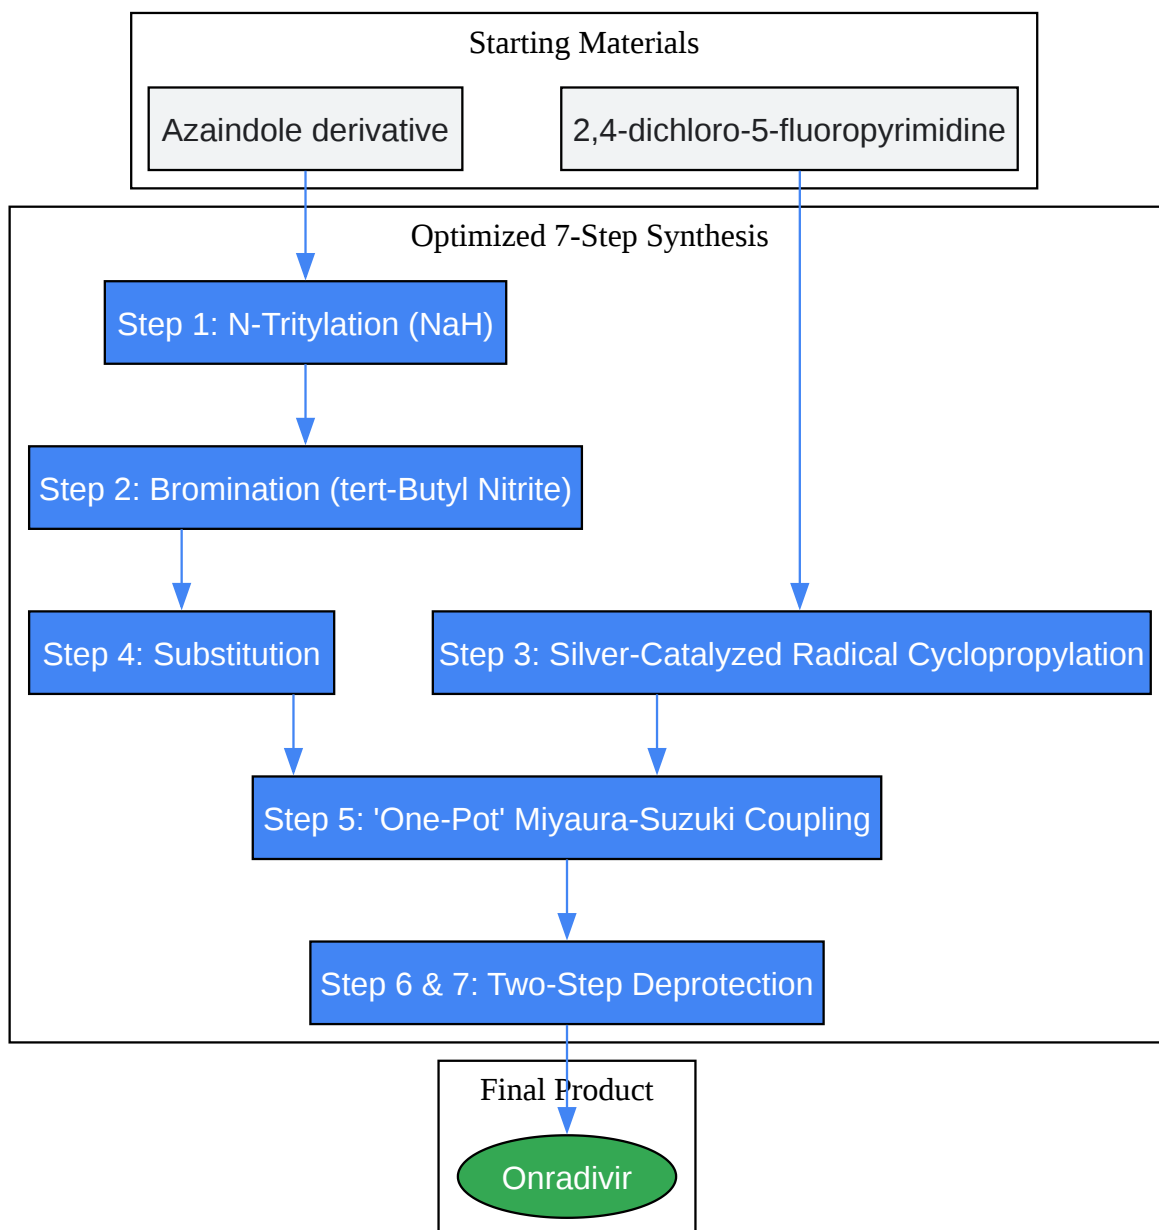 Starting Materials
Azaindole derivative
2,4-dichloro-5-fluoropyrimidine
Optimized 7-Step Synthesis
Step 1: N-Tritylation (NaH)
Step 2: Bromination (tert-Butyl Nitrite)
Step 4: Substitution
Step 3: Silver-Catalyzed Radical Cyclopropylation
Step 5: 'One-Pot' Miyaura-Suzuki Coupling
Step 6 & 7: Two-Step Deprotection
Final Product
Onradivir